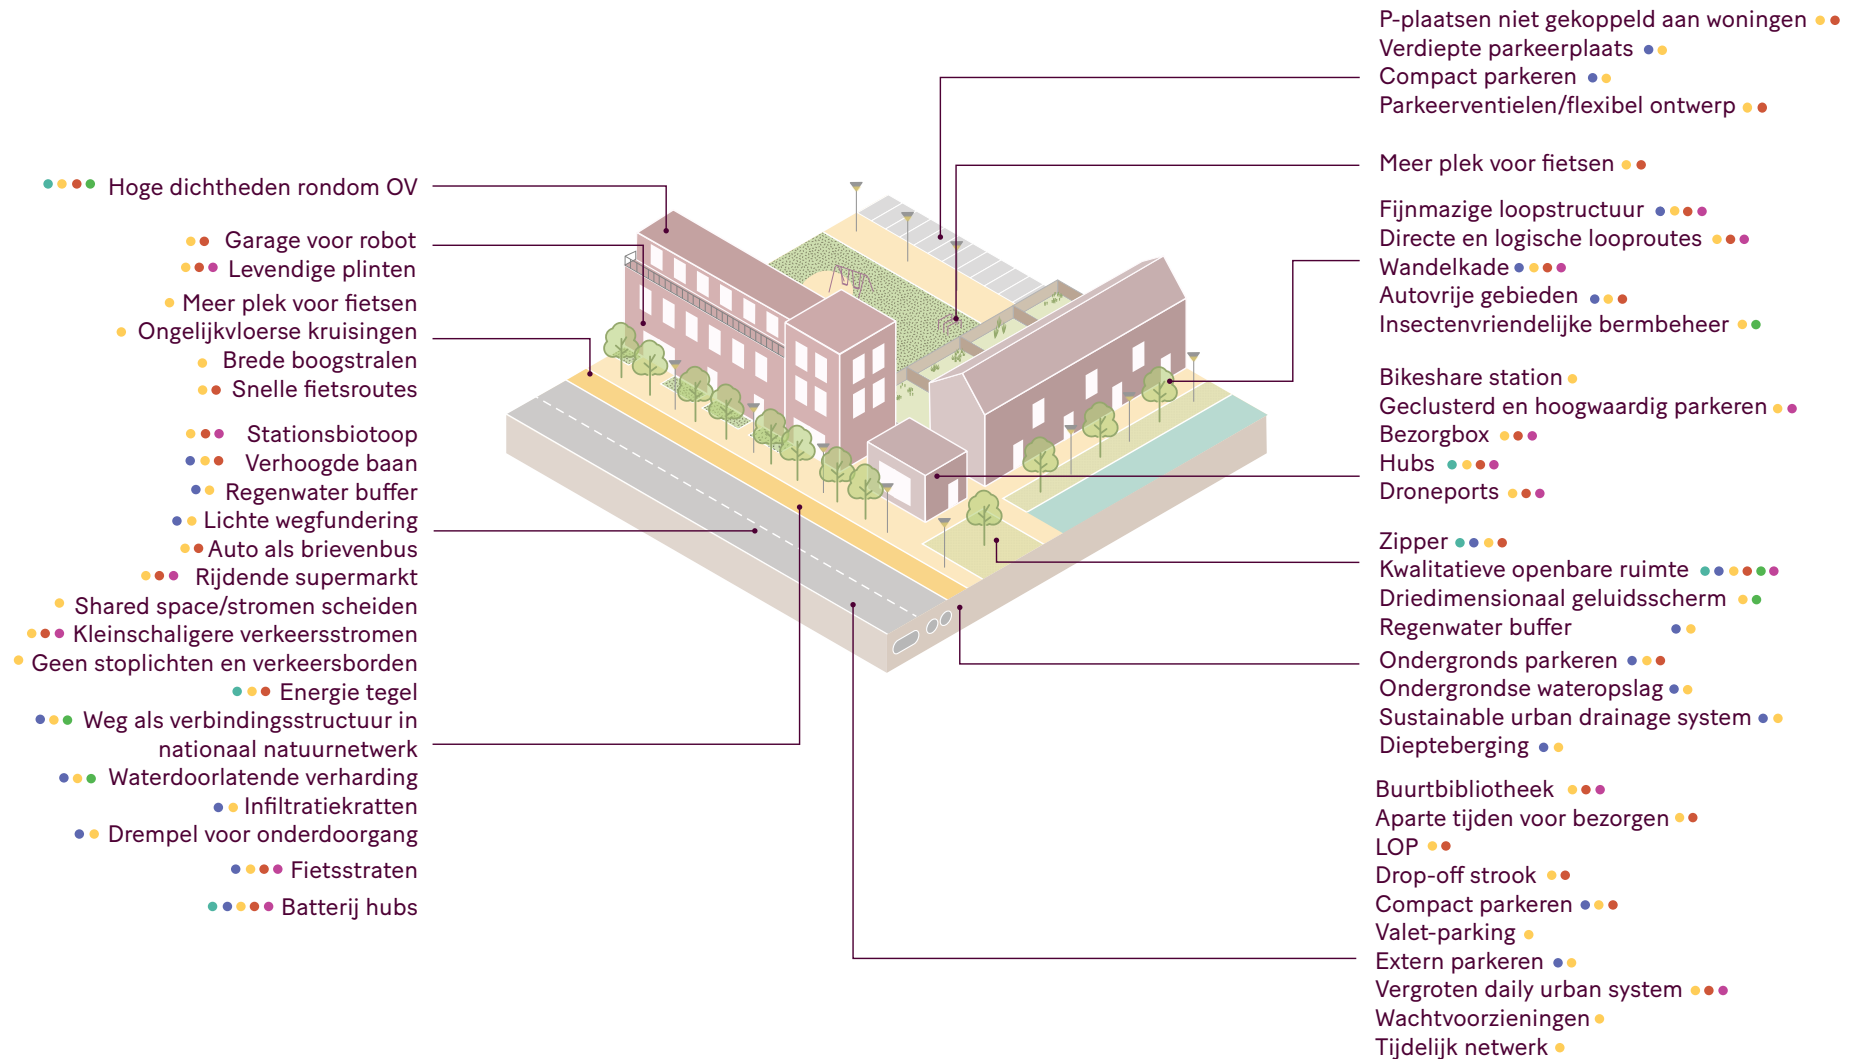 Hoge dichtheden rondom OV
Garage voor robot
Levendige plinten
Meer plek voor fietsen
Ongelijkvloerse kruisingen
Brede boogstralen
Snelle fietsroutes
Stationsbiotoop
Verhoogde baan
Regenwater buffer
Lichte wegfundering
Auto als brievenbus
Rijdende supermarkt
Shared space/stromen scheiden
Kleinschaligere verkeersstromen
Geen stoplichten en verkeersborden
Energie tegel
Weg als verbindingsstructuur in
nationaal natuurnetwerk
Waterdoorlatende verharding
Infiltratiekratten
Drempel voor onderdoorgang
Fietsstraten
Batterij hubs
P-plaatsen niet gekoppeld aan woningen
Verdiepte parkeerplaats
Compact parkeren
Parkeerventielen/flexibel ontwerp
Meer plek voor fietsen
Fijnmazige loopstructuur
Directe en logische looproutes
Wandelkade
Autovrije gebieden
Insectenvriendelijke bermbeheer
Bikeshare station
Geclusterd en hoogwaardig parkeren
Bezorgbox
Hubs
Droneports
Zipper
Kwalitatieve openbare ruimte
Driedimensionaal geluidsscherm
Regenwater buffer
Ondergronds parkeren
Ondergrondse wateropslag
Sustainable urban drainage system
Diepteberging
Buurtbibliotheek
Aparte tijden voor bezorgen
LOP
Drop-off strook
Compact parkeren
Valet-parking
Extern parkeren
Vergroten daily urban system
Wachtvoorzieningen
Tijdelijk netwerk